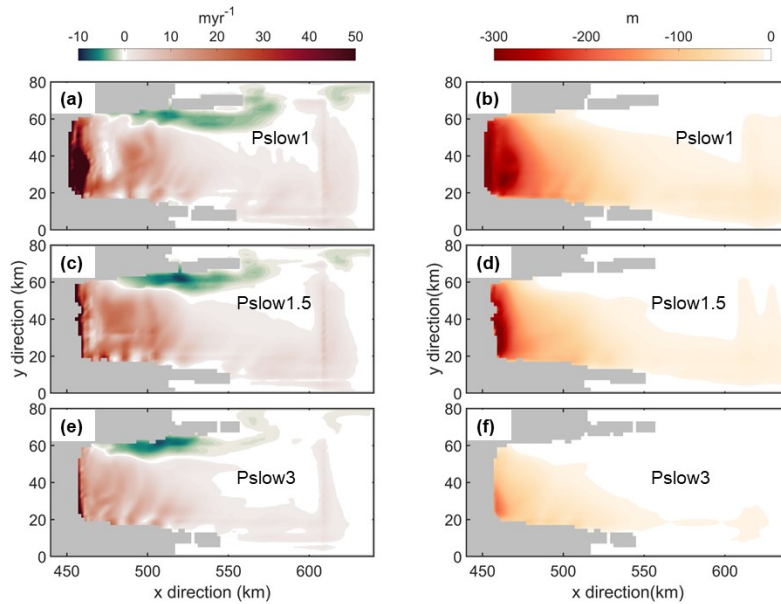 myr⁻¹
m
-10 0 10 20 30 40 50
-300 -200 -100 0
80
60
40
20
0
(a)
Pslow1
(b)
Pslow1
80
60
40
20
0
(c)
Pslow1.5
(d)
Pslow1.5
80
60
40
20
0
(e)
Pslow3
(f)
Pslow3
y direction (km)
y direction(km)
80
60
40
20
0
80
60
40
20
0
80
60
40
20
0
450 500 550 600
450 500 550 600
x direction (km)
x direction(km)